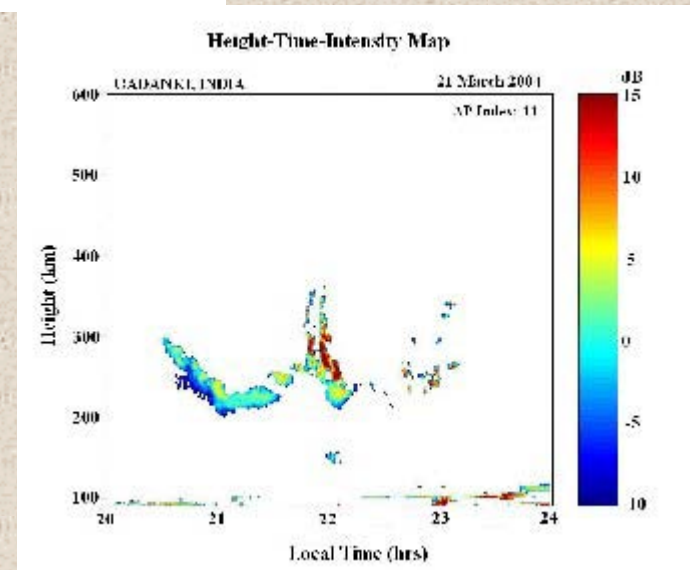 Height-Time-Intensity Map
GADANKI, INDIA
21 March 2004
dB
AP Index: 11
600
500
400
300
200
100
Height (km)
20
21
22
23
24
Local Time (hrs)
15
10
5
0
-5
10